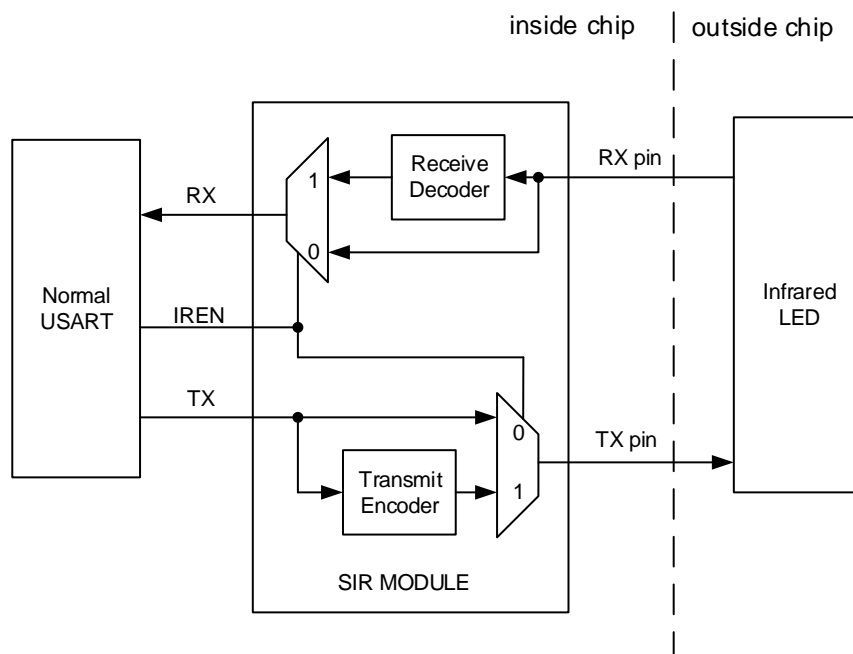 inside chip
outside chip
Normal
USART
RX
IREN
TX
1
0
Receive
Decoder
RX pin
0
1
Transmit
Encoder
TX pin
SIR MODULE
Infrared
LED